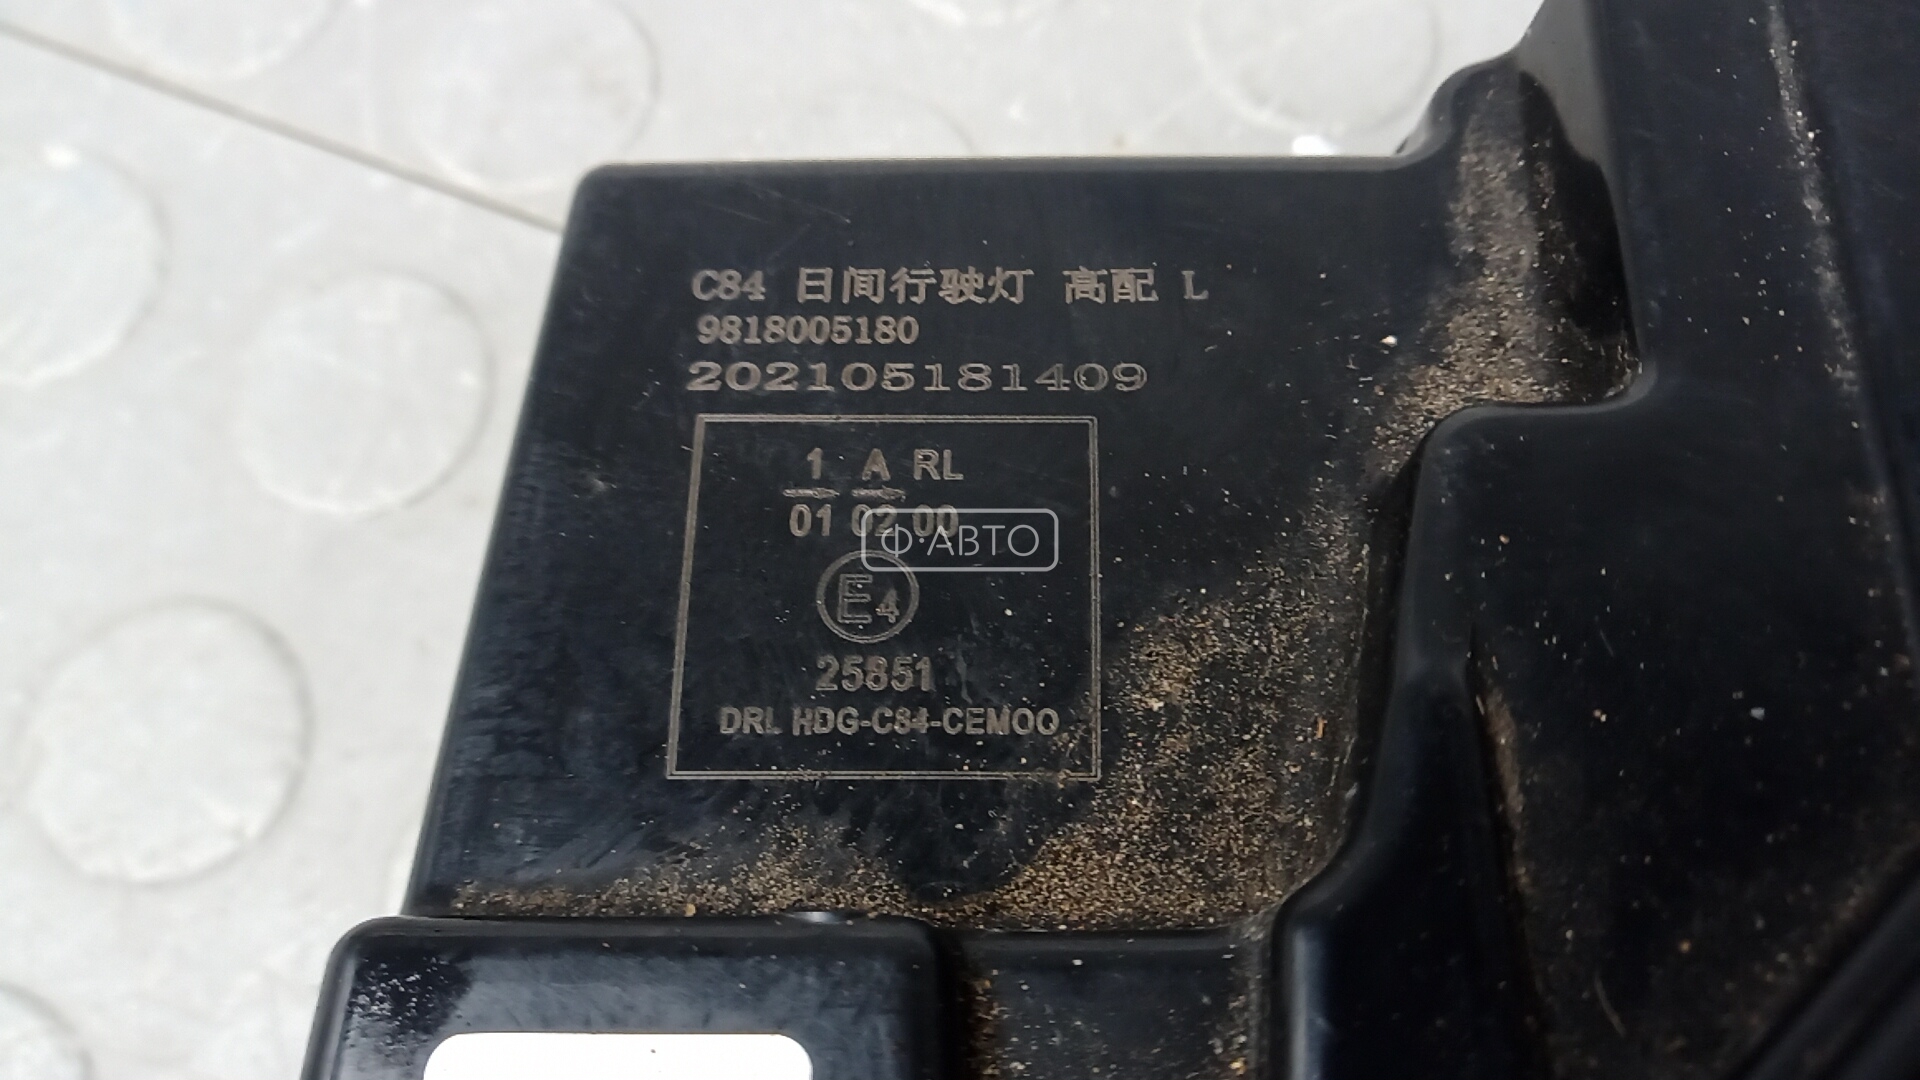 C84 日间行驶灯 高配 L
9818005180
202105181409
1 A RL
01 02 00
Ф·АВТО
E4
25851
DRL HDG-C84-CEMOQ